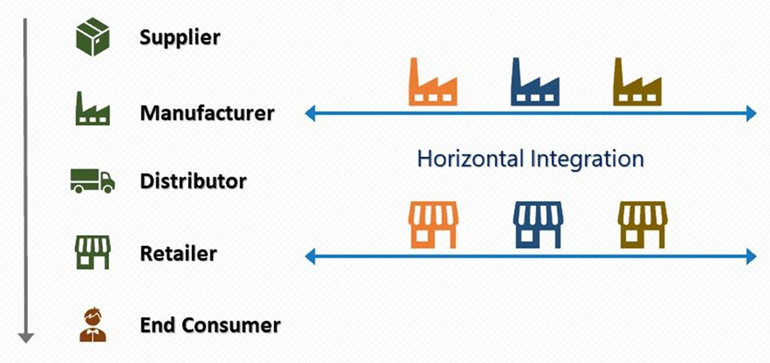 Supplier
Manufacturer
Horizontal Integration
Distributor
Retailer
End Consumer